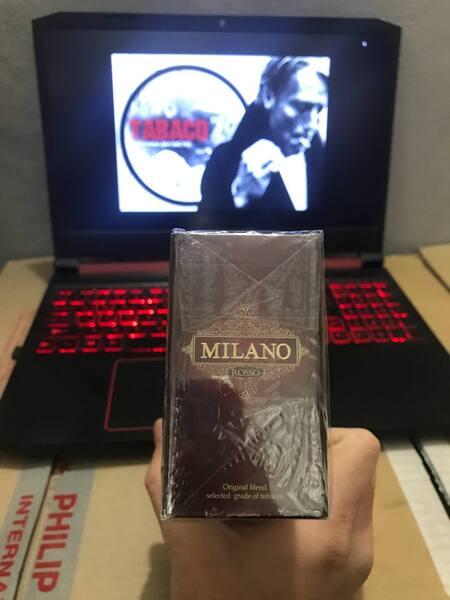 TABACO
MILANO
ROSSO
Original blend
selected grade of tobacco
PHILIP
INTERNA